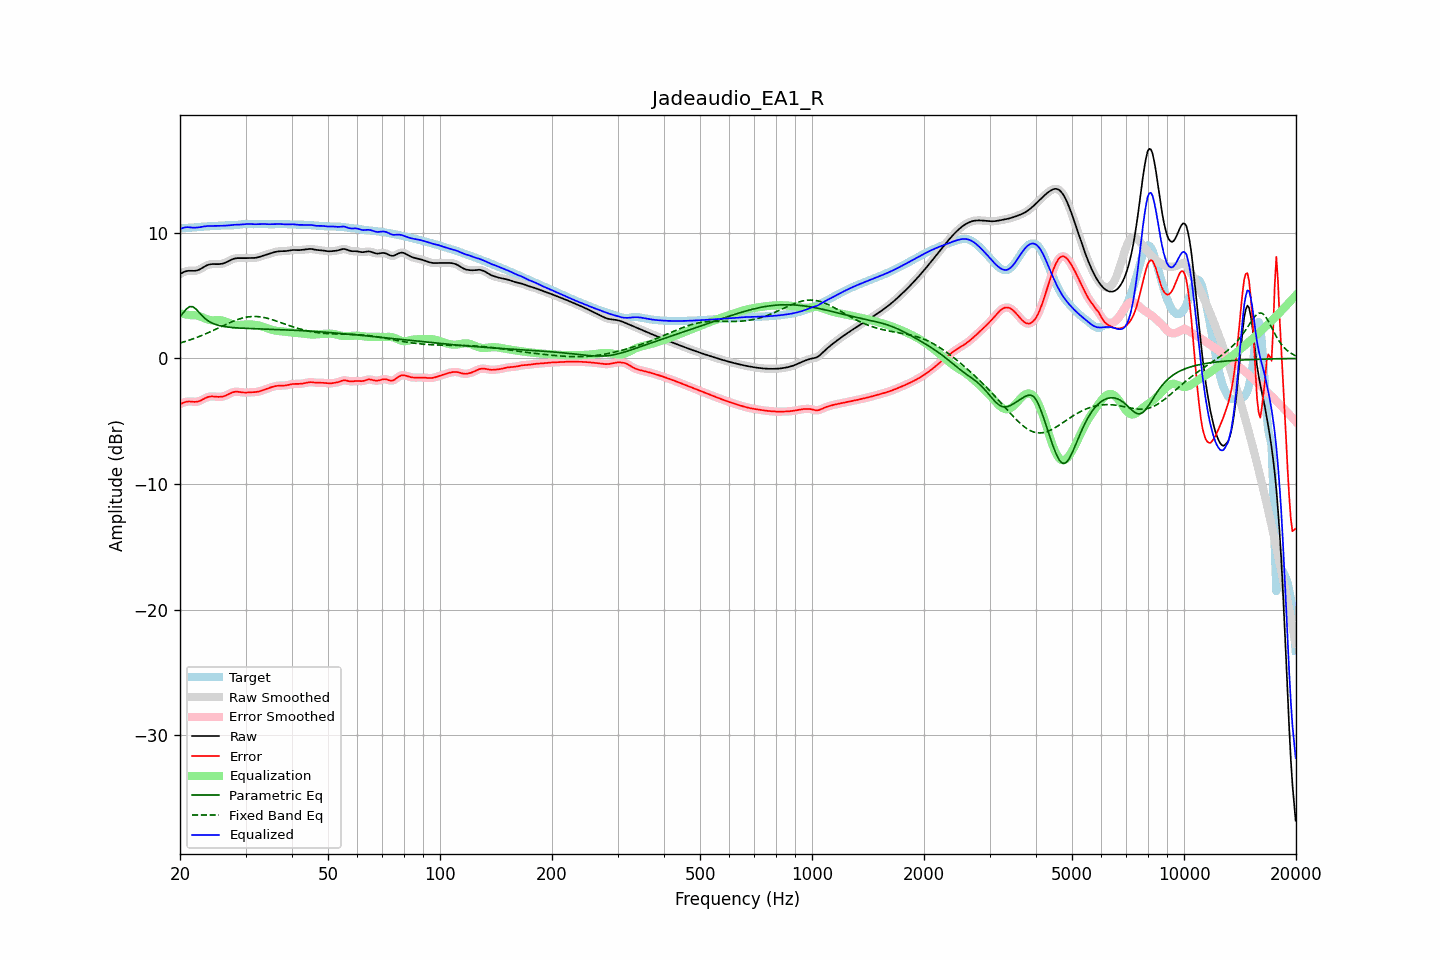 Jadeaudio_EA1_R
Amplitude (dBr)
10
0
−10
−20
−30
Target
Raw Smoothed
Error Smoothed
Raw
Error
Equalization
Parametric Eq
Fixed Band Eq
Equalized
20 50 100 200 500 1000 2000 5000 10000 20000
Frequency (Hz)